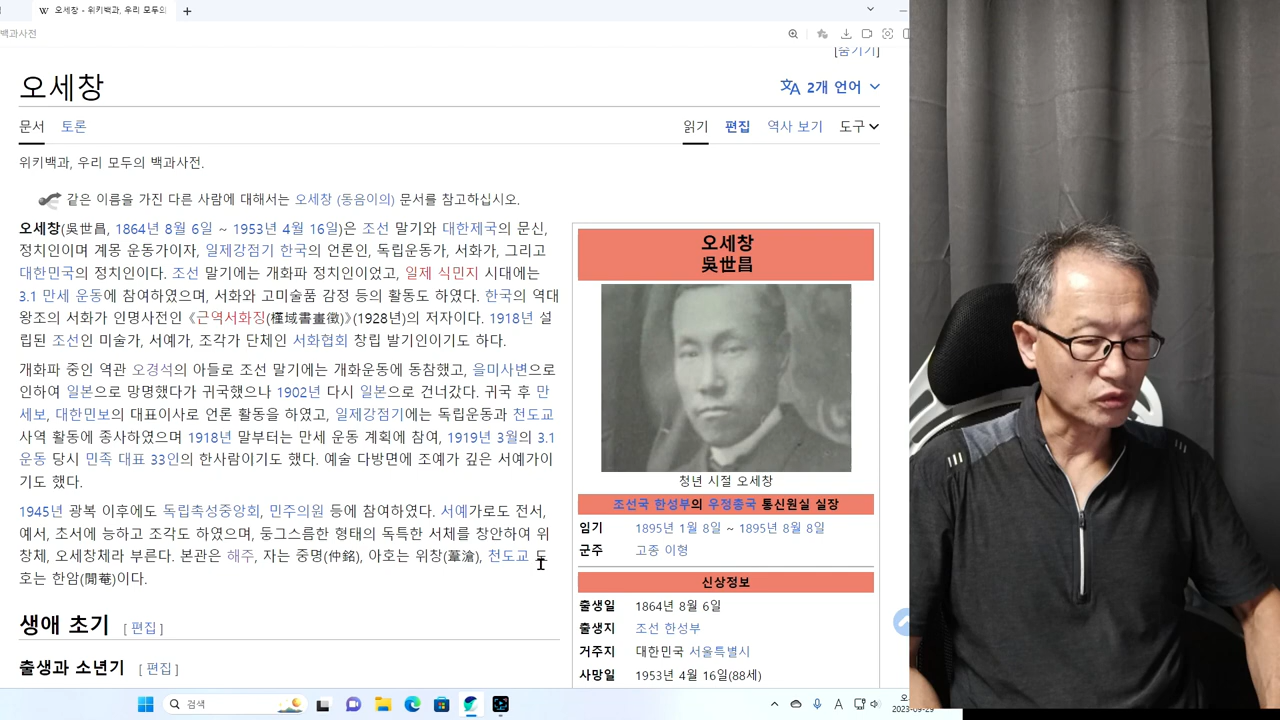 오세창 - 위키백과, 우리 모두의
백과사전
[숨기기]
오세창
2개 언어
문서 토론 읽기 편집 역사 보기 도구
위키백과, 우리 모두의 백과사전.
같은 이름을 가진 다른 사람에 대해서는 오세창 (동음이의) 문서를 참고하십시오.
오세창(吳世昌, 1864년 8월 6일 ~ 1953년 4월 16일)은 조선 말기와 대한제국의 문신,
정치인이며 계몽 운동가이자, 일제강점기 한국의 언론인, 독립운동가, 서화가, 그리고
대한민국의 정치인이다. 조선 말기에는 개화파 정치인이었고, 일제 식민지 시대에는
3.1 만세 운동에 참여하였으며, 서화와 고미술품 감정 등의 활동도 하였다. 한국의 역대
왕조의 서화가 인명사전인 《근역서화징(槿域書畫徵)》(1928년)의 저자이다. 1918년 설
립된 조선인 미술가, 서예가, 조각가 단체인 서화협회 창립 발기인이기도 하다.
개화파 중인 역관 오경석의 아들로 조선 말기에는 개화운동에 동참했고, 을미사변으로
인하여 일본으로 망명했다가 귀국했으나 1902년 다시 일본으로 건너갔다. 귀국 후 만
세보, 대한민보의 대표이사로 언론 활동을 하였고, 일제강점기에는 독립운동과 천도교
사역 활동에 종사하였으며 1918년 말부터는 만세 운동 계획에 참여, 1919년 3월의 3.1
운동 당시 민족 대표 33인의 한사람이기도 했다. 예술 다방면에 조예가 깊은 서예가이
기도 했다.
1945년 광복 이후에도 독립촉성중앙회, 민주의원 등에 참여하였다. 서예가로도 전서,
예서, 초서에 능하고 조각도 하였으며, 둥그스름한 형태의 독특한 서체를 창안하여 위
창체, 오세창체라 부른다. 본관은 해주, 자는 중명(仲銘), 아호는 위창(葦滄), 천도교 도
호는 한암(閒菴)이다.
생애 초기 [ 편집 ]
출생과 소년기 [ 편집 ]
오세창
吳世昌
청년 시절 오세창
조선국 한성부의 우정총국 통신원실 실장
임기 1895년 1월 8일 ~ 1895년 8월 8일
군주 고종 이형
신상정보
출생일 1864년 8월 6일
출생지 조선 한성부
거주지 대한민국 서울특별시
사망일 1953년 4월 16일(88세)
검색
A
오
2023-09-29